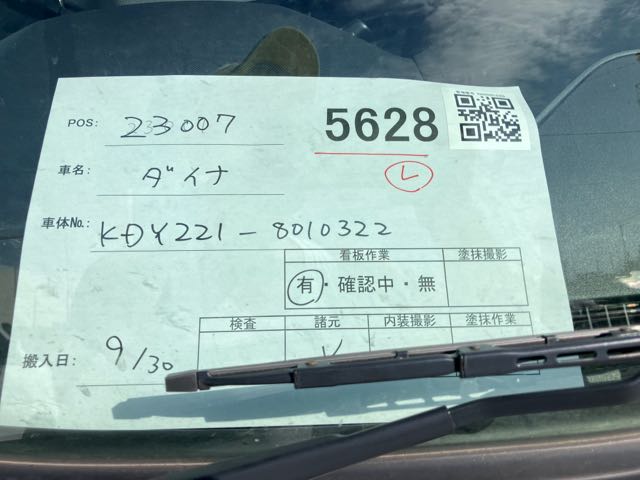 POS: 23007 5628
車名: ダイナ レ
車体No.: KDY221-8010322
看板作業 塗抹撮影
有・確認中・無
検査 諸元 内装撮影 塗抹作業
搬入日: 9/30 レ